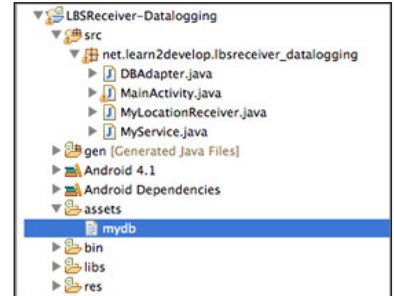 LBSReceiver-Datalogging
src
net.learn2develop.lbsreceiver_datalogging
DBAdapter.java
MainActivity.java
MyLocationReceiver.java
MyService.java
gen [Generated Java Files]
Android 4.1
Android Dependencies
assets
mydb
bin
libs
res